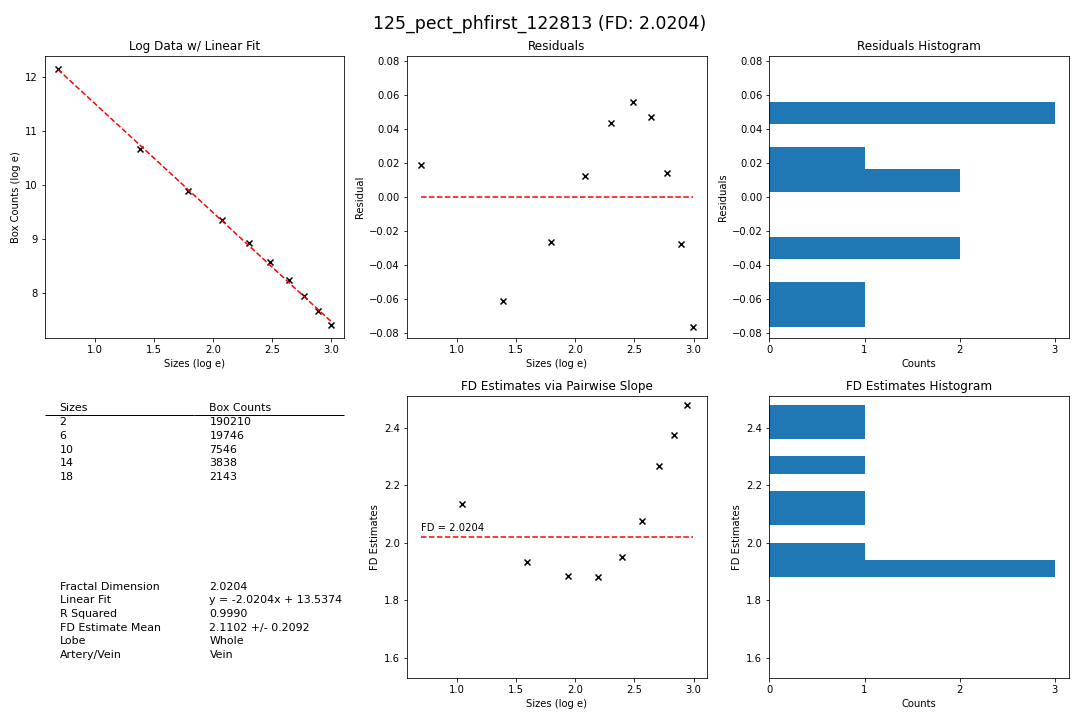 125_pect_phfirst_122813 (FD: 2.0204)
Log Data w/ Linear Fit
12
11
10
9
8
Box Counts (log e)
1.0 1.5 2.0 2.5 3.0
Sizes (log e)
Residuals
0.08
0.06
0.04
0.02
0.00
−0.02
−0.04
−0.06
−0.08
Residual
1.0 1.5 2.0 2.5 3.0
Sizes (log e)
Residuals Histogram
0.08
0.06
0.04
0.02
0.00
−0.02
−0.04
−0.06
−0.08
Residuals
0 1 2 3
Counts
Sizes Box Counts
2 190210
6 19746
10 7546
14 3838
18 2143
Fractal Dimension 2.0204
Linear Fit y = -2.0204x + 13.5374
R Squared 0.9990
FD Estimate Mean 2.1102 +/- 0.2092
Lobe Whole
Artery/Vein Vein
FD Estimates via Pairwise Slope
2.4
2.2
2.0
1.8
1.6
FD Estimates
FD = 2.0204
1.0 1.5 2.0 2.5 3.0
Sizes (log e)
FD Estimates Histogram
2.4
2.2
2.0
1.8
1.6
FD Estimates
0 1 2 3
Counts